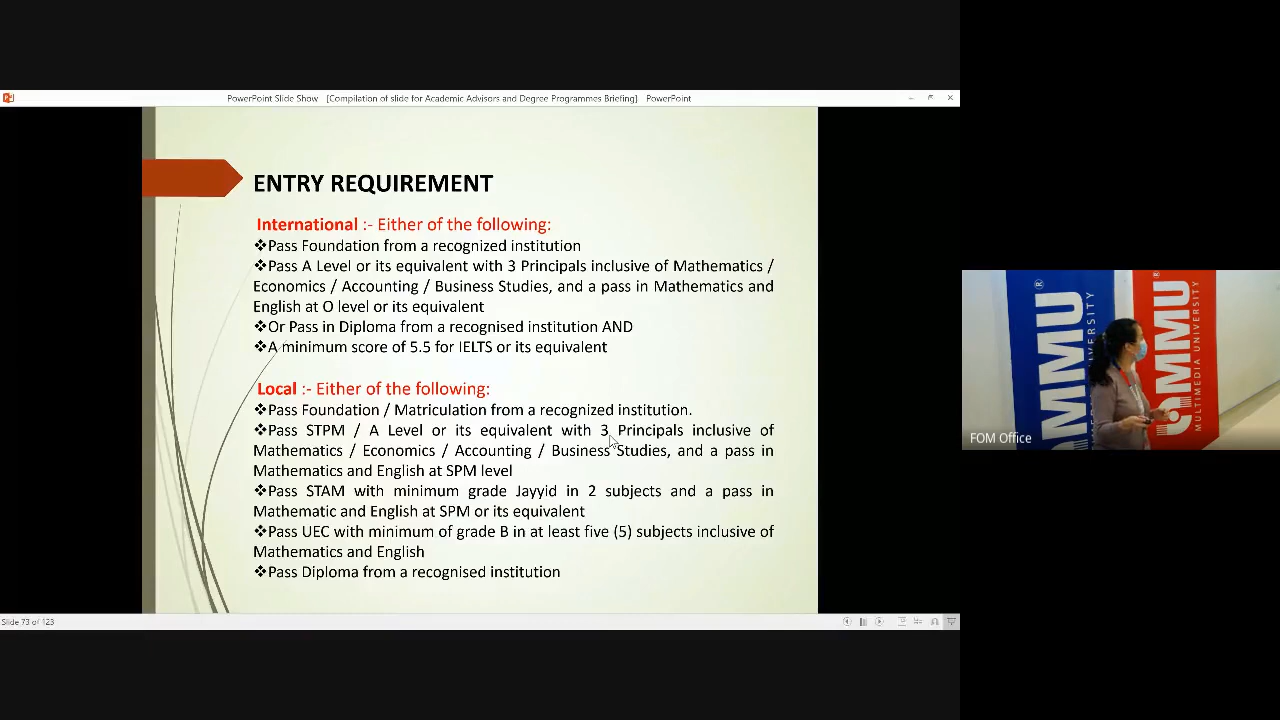 PowerPoint Slide Show - [Compilation of slide for Academic Advisors and Degree Programmes Briefing] - PowerPoint
ENTRY REQUIREMENT
International :- Either of the following:
❖Pass Foundation from a recognized institution
❖Pass A Level or its equivalent with 3 Principals inclusive of Mathematics /
Economics / Accounting / Business Studies, and a pass in Mathematics and
English at O level or its equivalent
❖Or Pass in Diploma from a recognised institution AND
❖A minimum score of 5.5 for IELTS or its equivalent
Local :- Either of the following:
❖Pass Foundation / Matriculation from a recognized institution.
❖Pass STPM / A Level or its equivalent with 3 Principals inclusive of
Mathematics / Economics / Accounting / Business Studies, and a pass in
Mathematics and English at SPM level
❖Pass STAM with minimum grade Jayyid in 2 subjects and a pass in
Mathematic and English at SPM or its equivalent
❖Pass UEC with minimum of grade B in at least five (5) subjects inclusive of
Mathematics and English
❖Pass Diploma from a recognised institution
Slide 73 of 123
MMU
MMU
MULTIMEDIA UNIVERSITY
FOM Office